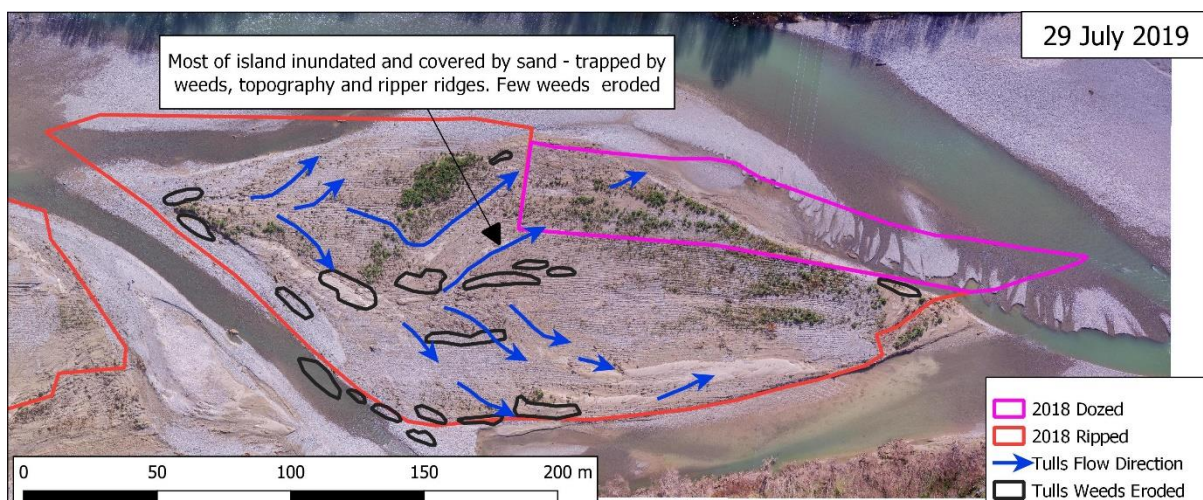 29 July 2019
Most of island inundated and covered by sand - trapped by
weeds, topography and ripper ridges. Few weeds eroded
2018 Dozed
2018 Ripped
Tulls Flow Direction
Tulls Weeds Eroded
0 50 100 150 200 m